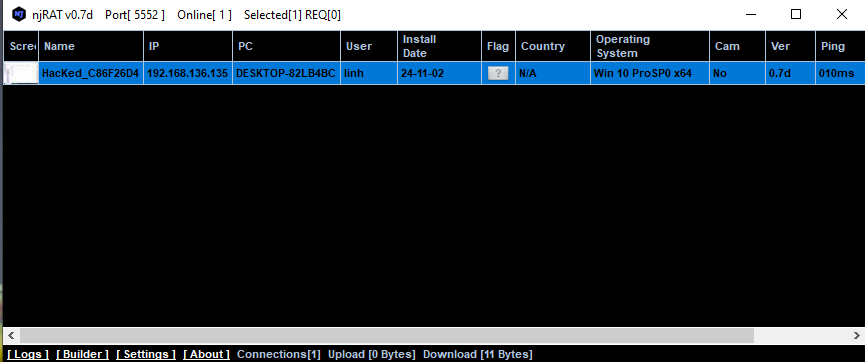 njRAT v0.7d Port[ 5552 ] Online[ 1 ] Selected[1] REQ[0]
Scree Name IP PC User Install Date Flag Country Operating System Cam Ver Ping
HacKed_C86F26D4 192.168.136.135 DESKTOP-82LB4BC linh 24-11-02 ? N/A Win 10 ProSP0 x64 No 0.7d 010ms
[ Logs ] [ Builder ] [ Settings ] [ About ] Connections[1] Upload [0 Bytes] Download [11 Bytes]